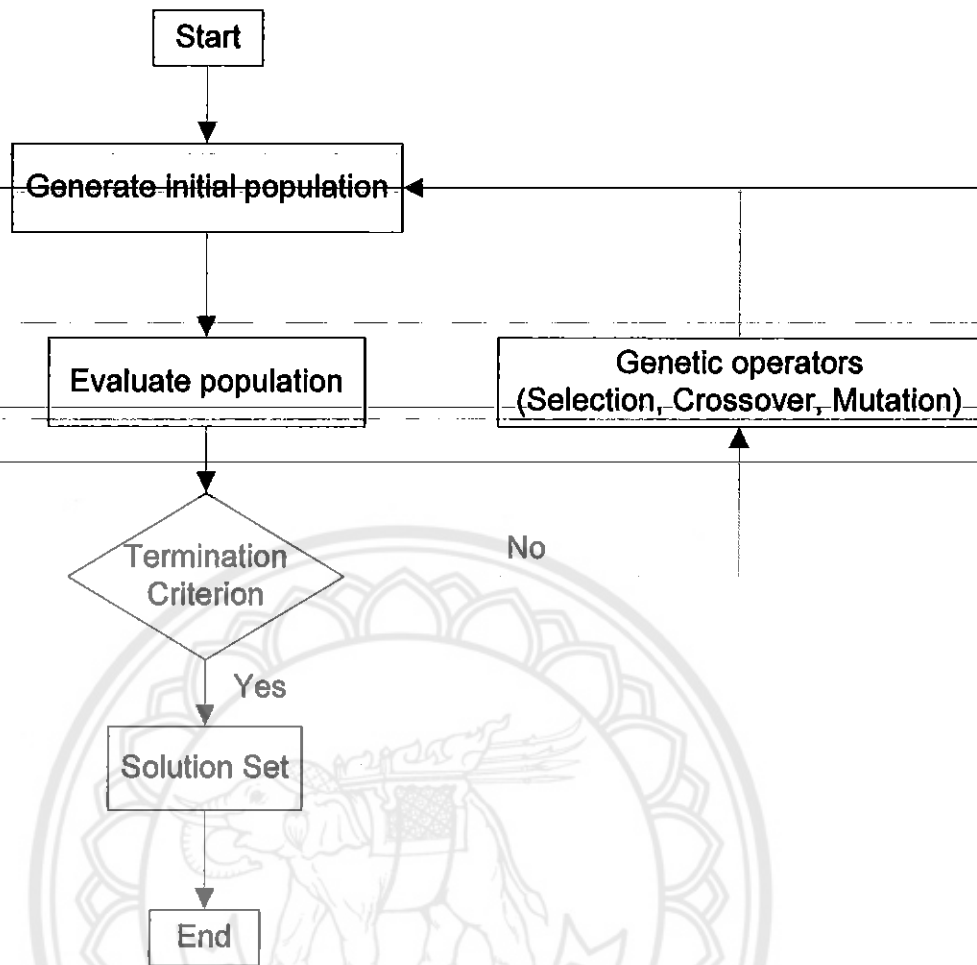 Start
Generate initial population
Evaluate population
Genetic operators
(Selection, Crossover, Mutation)
Termination
Criterion
No
Yes
Solution Set
End